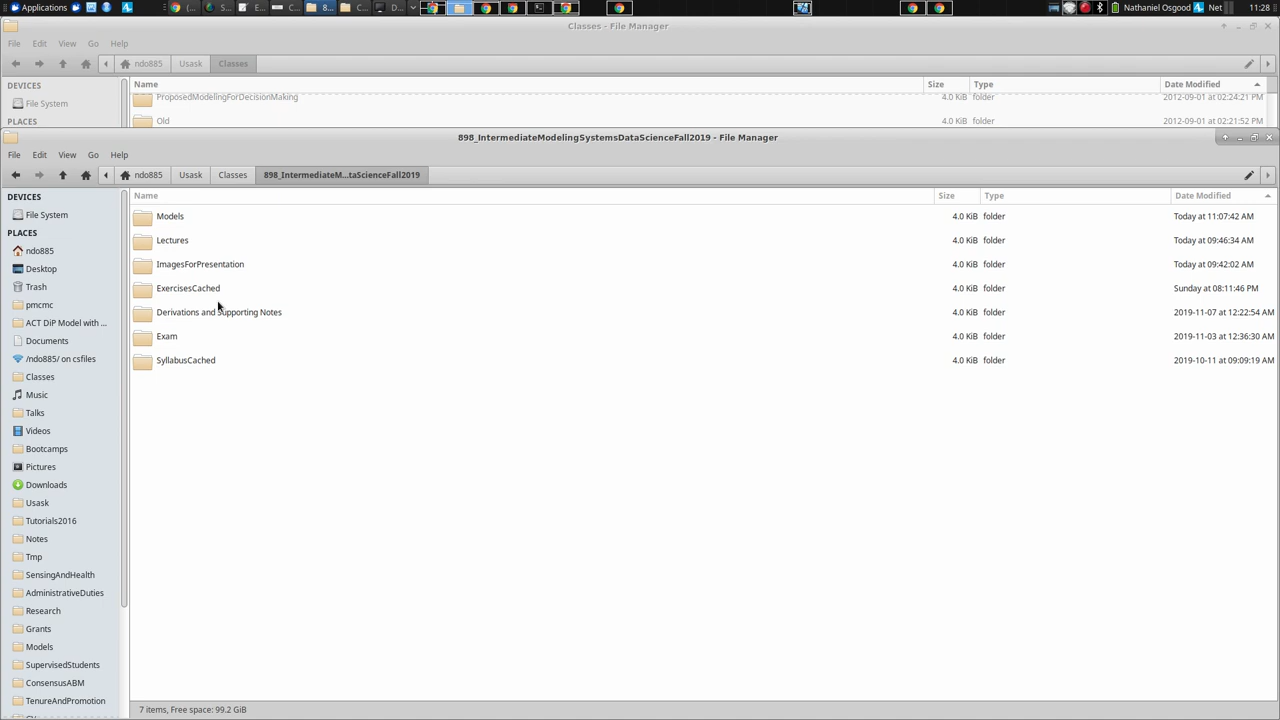 Applications
Nathaniel Osgood
Net
11:28
Classes - File Manager
File Edit View Go Help
ndo885 Usask Classes
DEVICES
File System
PLACES
Name Size Type Date Modified
ProposedModelingForDecisionMaking 4.0 KiB folder 2012-09-01 at 02:24:21 PM
Old 4.0 KiB folder 2012-09-01 at 02:21:52 PM
898_IntermediateModelingSystemsDataScienceFall2019 - File Manager
File Edit View Go Help
ndo885 Usask Classes 898_IntermediateM...taScienceFall2019
DEVICES
File System
PLACES
ndo885
Desktop
Trash
pmcmc
ACT DiP Model with ...
Documents
/ndo885/ on csfiles
Classes
Music
Talks
Videos
Bootcamps
Pictures
Downloads
Usask
Tutorials2016
Notes
Tmp
SensingAndHealth
AdministrativeDuties
Research
Grants
Models
SupervisedStudents
ConsensusABM
TenureAndPromotion
Name Size Type Date Modified
Models 4.0 KiB folder Today at 11:07:42 AM
Lectures 4.0 KiB folder Today at 09:46:34 AM
ImagesForPresentation 4.0 KiB folder Today at 09:42:02 AM
ExercisesCached 4.0 KiB folder Sunday at 08:11:46 PM
Derivations and Supporting Notes 4.0 KiB folder 2019-11-07 at 12:22:54 AM
Exam 4.0 KiB folder 2019-11-03 at 12:36:30 AM
SyllabusCached 4.0 KiB folder 2019-10-11 at 09:09:19 AM
7 items, Free space: 99.2 GiB